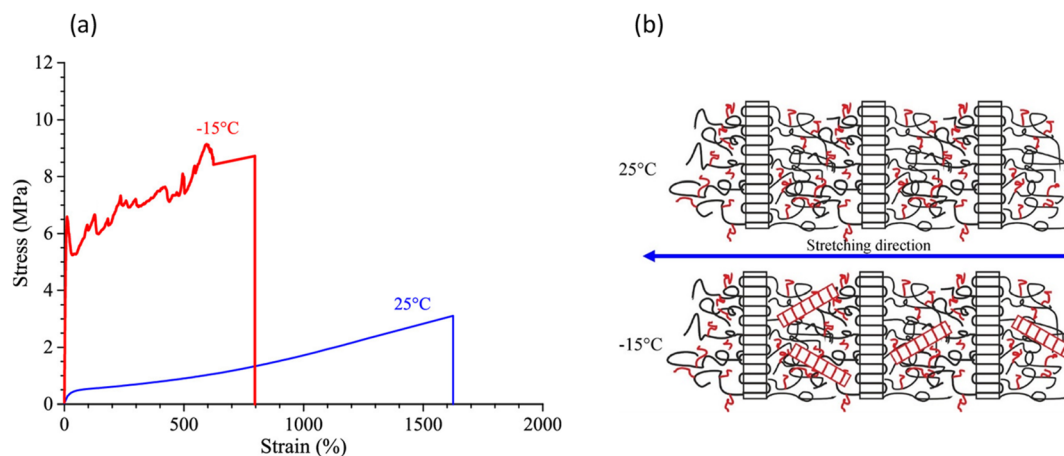 (a)
12
10
8
6
4
2
0
Stress (MPa)
-15°C
25°C
0
500
1000
1500
2000
Strain (%)
(b)
25°C
Stretching direction
-15°C